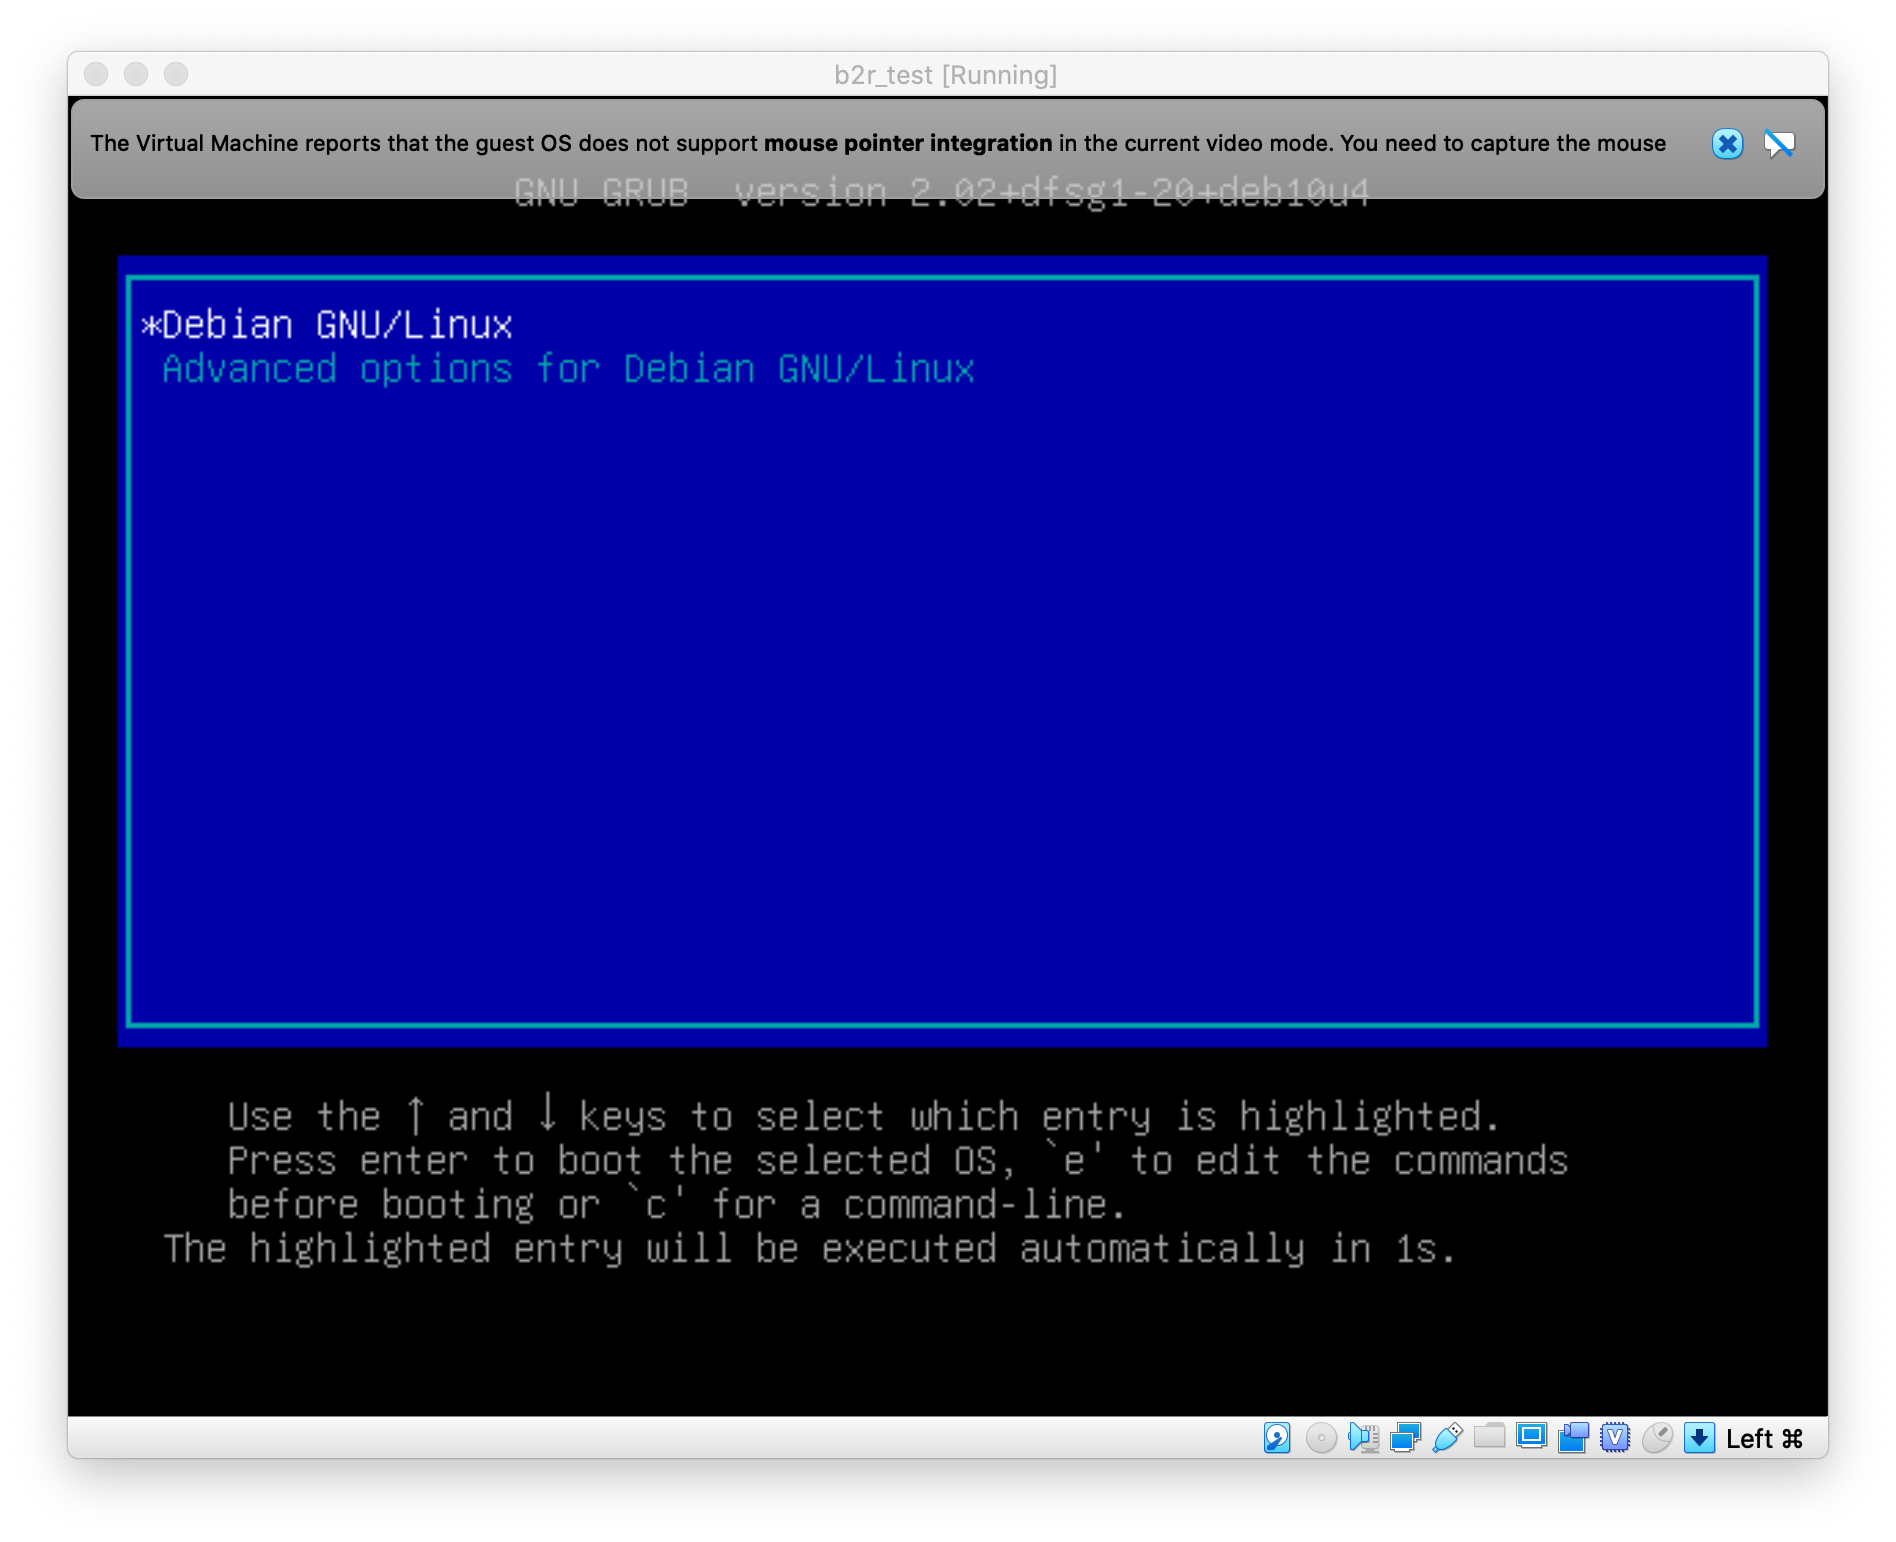 b2r_test [Running]
The Virtual Machine reports that the guest OS does not support mouse pointer integration in the current video mode. You need to capture the mouse
GNU GRUB  version 2.02+dfsg1-20+deb10u4
*Debian GNU/Linux
Advanced options for Debian GNU/Linux
Use the ↑ and ↓ keys to select which entry is highlighted.
Press enter to boot the selected OS, `e' to edit the commands
before booting or `c' for a command-line.
The highlighted entry will be executed automatically in 1s.
V
Left ⌘